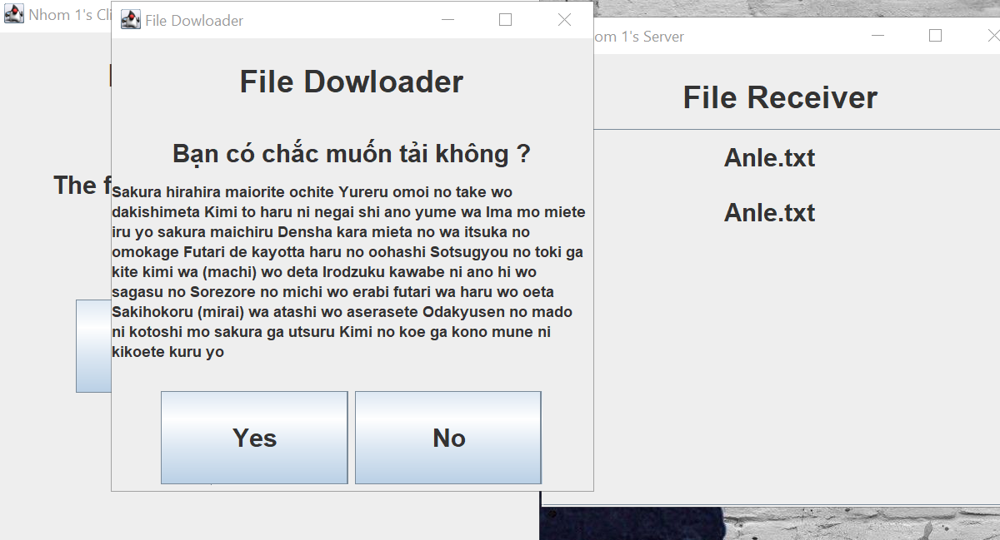 Nhom 1's
File Dowloader
File Dowloader
Bạn có chắc muốn tải không ?
The
Sakura hirahira maiorite ochite Yureru omoi no take wo
dakishimeta Kimi to haru ni negai shi ano yume wa Ima mo miete
iru yo sakura maichiru Densha kara mieta no wa itsuka no
omokage Futari de kayotta haru no oohashi Sotsugyou no toki ga
kite kimi wa (machi) wo deta Irodzuku kawabe ni ano hi wo
sagasu no Sorezore no michi wo erabi futari wa haru wo oeta
Sakihokoru (mirai) wa atashi wo aserasete Odakyusen no mado
ni kotoshi mo sakura ga utsuru Kimi no koe ga kono mune ni
kikoete kuru yo
Yes
No
om 1's Server
File Receiver
Anle.txt
Anle.txt